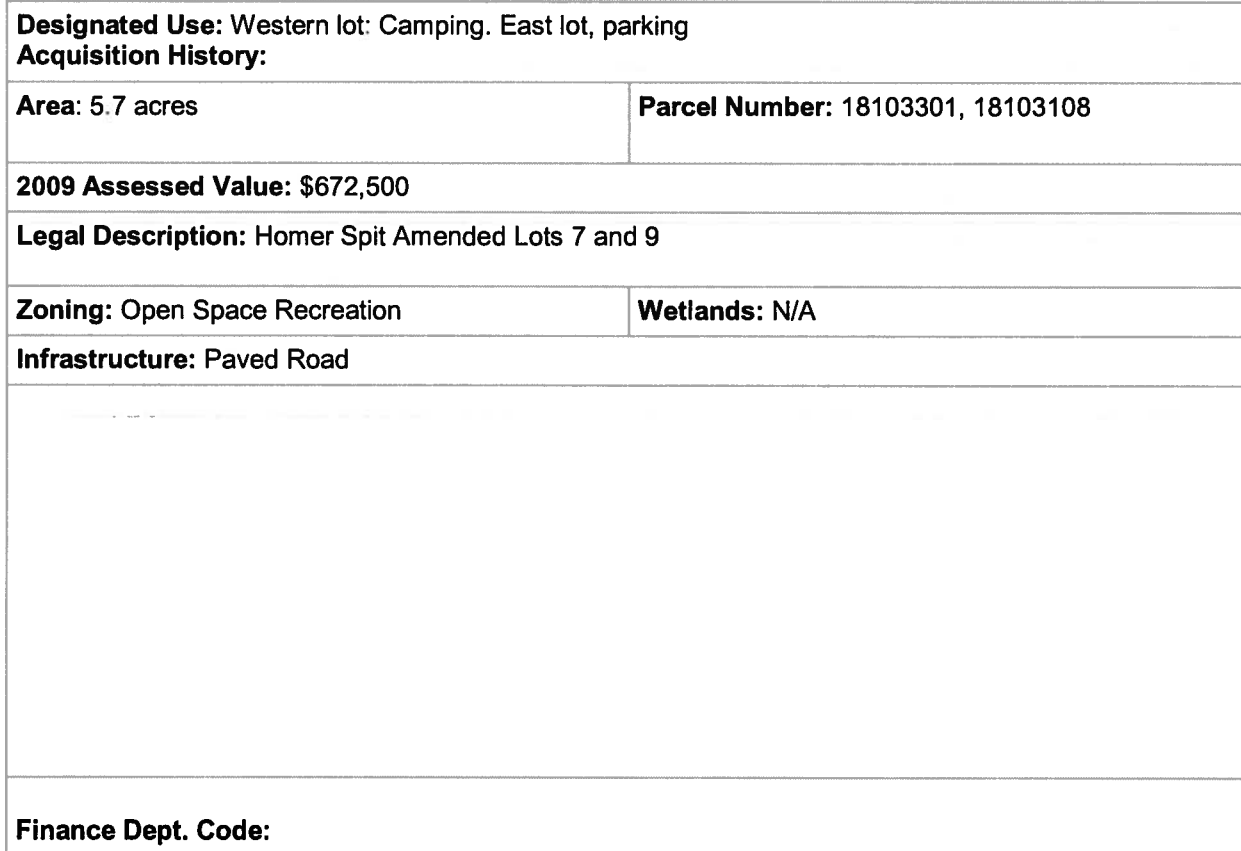 Designated Use: Western lot: Camping. East lot, parking
Acquisition History:
Area: 5.7 acres
Parcel Number: 18103301, 18103108
2009 Assessed Value: $672,500
Legal Description: Homer Spit Amended Lots 7 and 9
Zoning: Open Space Recreation
Wetlands: N/A
Infrastructure: Paved Road
Finance Dept. Code: